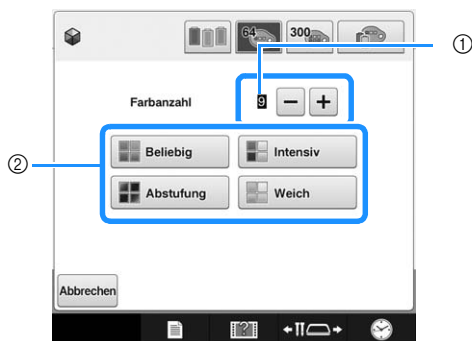 64
300
①
Farbanzahl
9
− +
②
Beliebig
Intensiv
Abstufung
Weich
Abbrechen